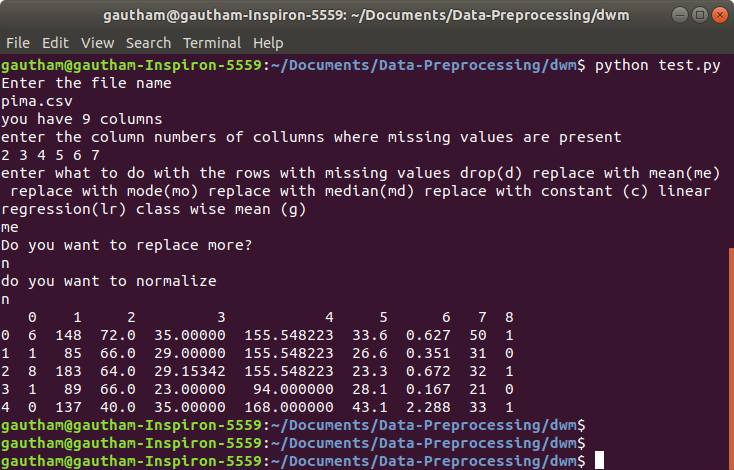 gautham@gautham-Inspiron-5559: ~/Documents/Data-Preprocessing/dwm
File Edit View Search Terminal Help
gautham@gautham-Inspiron-5559:~/Documents/Data-Preprocessing/dwm$ python test.py
Enter the file name
pima.csv
you have 9 columns
enter the column numbers of collumns where missing values are present
2 3 4 5 6 7
enter what to do with the rows with missing values drop(d) replace with mean(me)
 replace with mode(mo) replace with median(md) replace with constant (c) linear
regression(lr) class wise mean (g)
me
Do you want to replace more?
n
do you want to normalize
n
   0    1     2         3           4     5      6   7  8
0  6  148  72.0  35.00000  155.548223  33.6  0.627  50  1
1  1   85  66.0  29.00000  155.548223  26.6  0.351  31  0
2  8  183  64.0  29.15342  155.548223  23.3  0.672  32  1
3  1   89  66.0  23.00000   94.000000  28.1  0.167  21  0
4  0  137  40.0  35.00000  168.000000  43.1  2.288  33  1
gautham@gautham-Inspiron-5559:~/Documents/Data-Preprocessing/dwm$
gautham@gautham-Inspiron-5559:~/Documents/Data-Preprocessing/dwm$
gautham@gautham-Inspiron-5559:~/Documents/Data-Preprocessing/dwm$